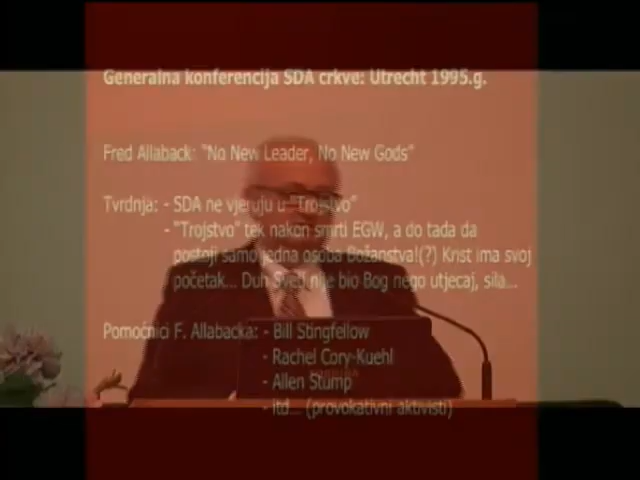 Generalna konferencija SDA crkve: Utrecht 1995.g.
Fred Allaback: "No New Leader, No New Gods"
Tvrdnja: - SDA ne vjeruju u "Trojstvo"
- "Trojstvo" tek nakon smrti EGW, a do tada da
postoji samo jedna osoba Božanstva!(?) Krist ima svoj
početak... Duh Sveti nije bio Bog nego utjecaj, sila...
Pomoćnici F. Allabacka: - Bill Stingfellow
- Rachel Cory-Kuehl
- Allen Stump
- itd... (provokativni aktivisti)